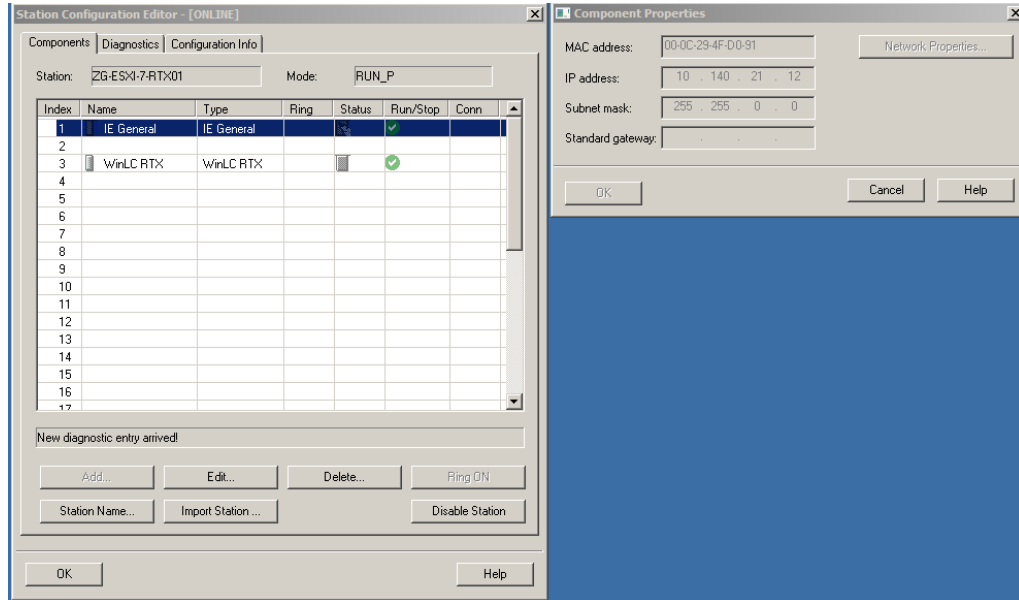 Station Configuration Editor - [ONLINE]
Components Diagnostics Configuration Info
Station: ZG-ESXI-7-RTX01 Mode: RUN_P
Index Name Type Ring Status Run/Stop Conn
1 IE General IE General
2
3 WinLC RTX WinLC RTX
4
5
6
7
8
9
10
11
12
13
14
15
16
17
New diagnostic entry arrived!
Add... Edit... Delete... Ring ON
Station Name... Import Station ... Disable Station
OK Help
Component Properties
MAC address: 00-0C-29-4F-D0-91 Network Properties...
IP address: 10 . 140 . 21 . 12
Subnet mask: 255 . 255 . 0 . 0
Standard gateway: . . .
OK Cancel Help